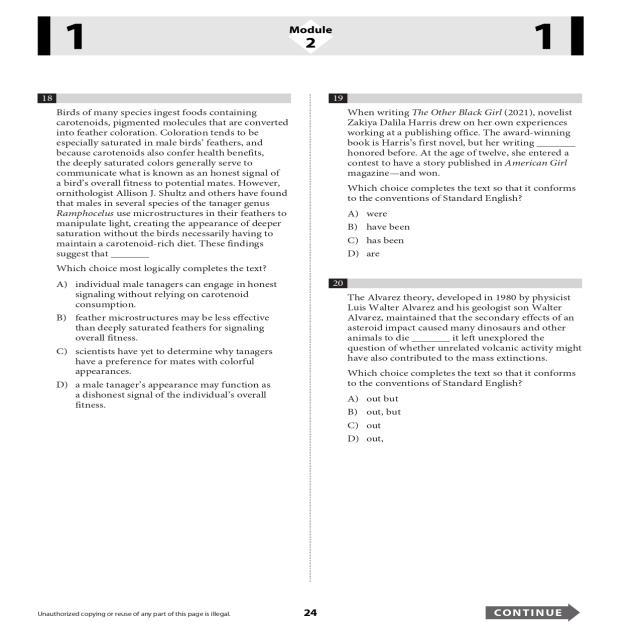 1
Module
2
1
18
Birds of many species ingest foods containing
carotenoids, pigmented molecules that are converted
into feather coloration. Coloration tends to be
especially saturated in male birds' feathers, and
because carotenoids also confer health benefits,
the deeply saturated colors generally serve to
communicate what is known as an honest signal of
a bird's overall fitness to potential mates. However,
ornithologist Allison J. Shultz and others have found
that males in several species of the tanager genus
Ramphocelus use microstructures in their feathers to
manipulate light, creating the appearance of deeper
saturation without the birds necessarily having to
maintain a carotenoid-rich diet. These findings
suggest that ______
Which choice most logically completes the text?
A) individual male tanagers can engage in honest
signaling without relying on carotenoid
consumption.
B) feather microstructures may be less effective
than deeply saturated feathers for signaling
overall fitness.
C) scientists have yet to determine why tanagers
have a preference for mates with colorful
appearances.
D) a male tanager's appearance may function as
a dishonest signal of the individual's overall
fitness.
19
When writing The Other Black Girl (2021), novelist
Zakiya Dalila Harris drew on her own experiences
working at a publishing office. The award-winning
book is Harris's first novel, but her writing ______
honored before. At the age of twelve, she entered a
contest to have a story published in American Girl
magazine—and won.
Which choice completes the text so that it conforms
to the conventions of Standard English?
A) were
B) have been
C) has been
D) are
20
The Alvarez theory, developed in 1980 by physicist
Luis Walter Alvarez and his geologist son Walter
Alvarez, maintained that the secondary effects of an
asteroid impact caused many dinosaurs and other
animals to die ______ it left unexplored the
question of whether unrelated volcanic activity might
have also contributed to the mass extinctions.
Which choice completes the text so that it conforms
to the conventions of Standard English?
A) out but
B) out, but
C) out
D) out,
Unauthorized copying or reuse of any part of this page is illegal.
24
CONTINUE